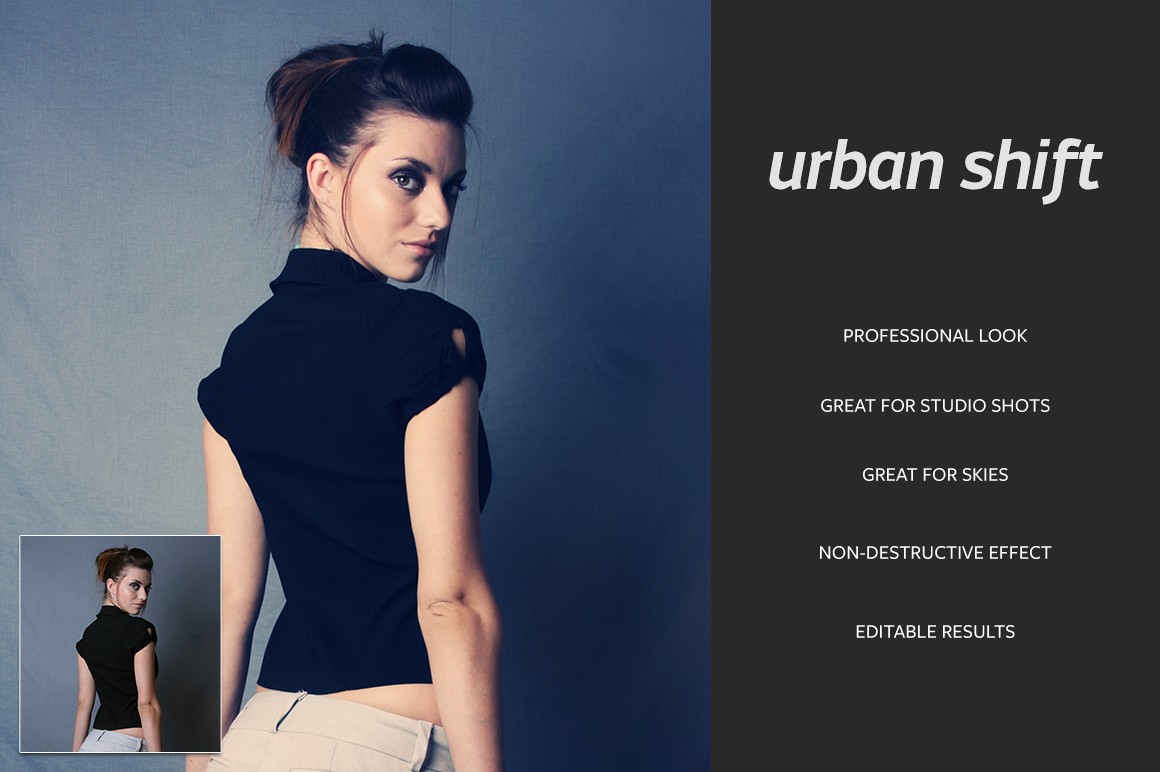 urban shift
PROFESSIONAL LOOK
GREAT FOR STUDIO SHOTS
GREAT FOR SKIES
NON-DESTRUCTIVE EFFECT
EDITABLE RESULTS